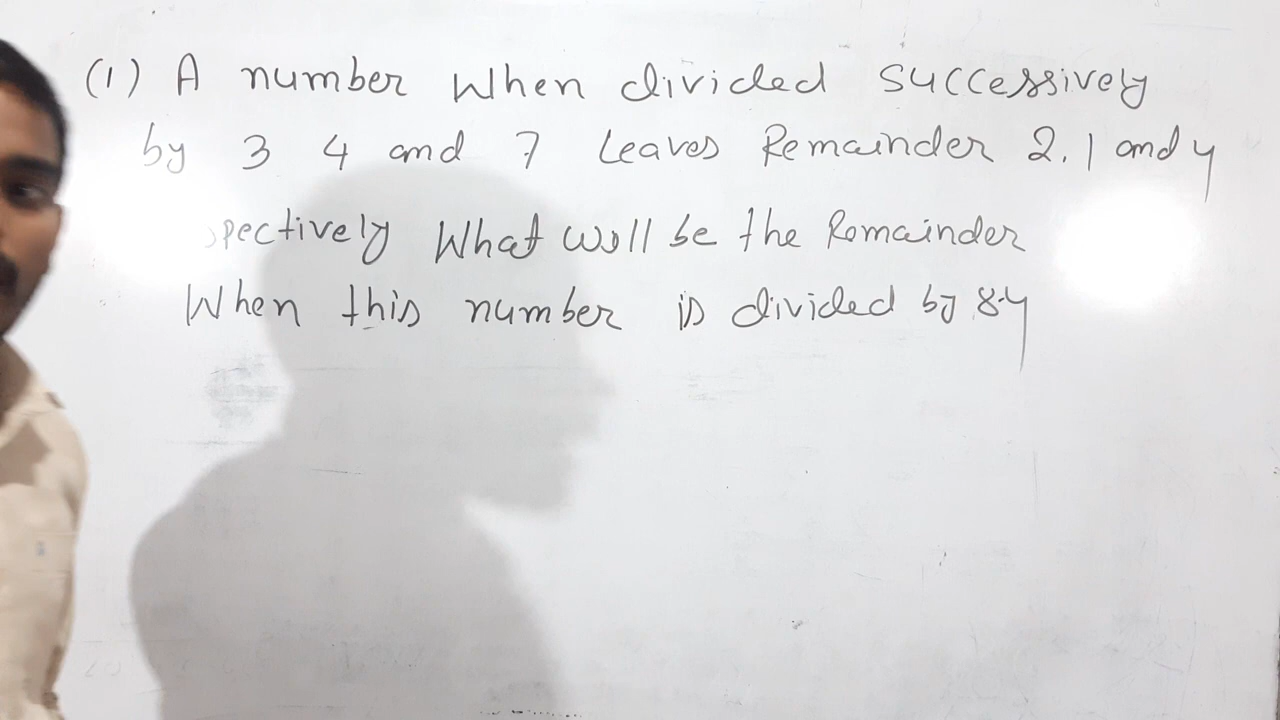 (1) A number When divided successively
by 3 4 and 7 leaves Remainder 2. 1 and 4
spectively What will be the Remainder
When this number is divided by 84